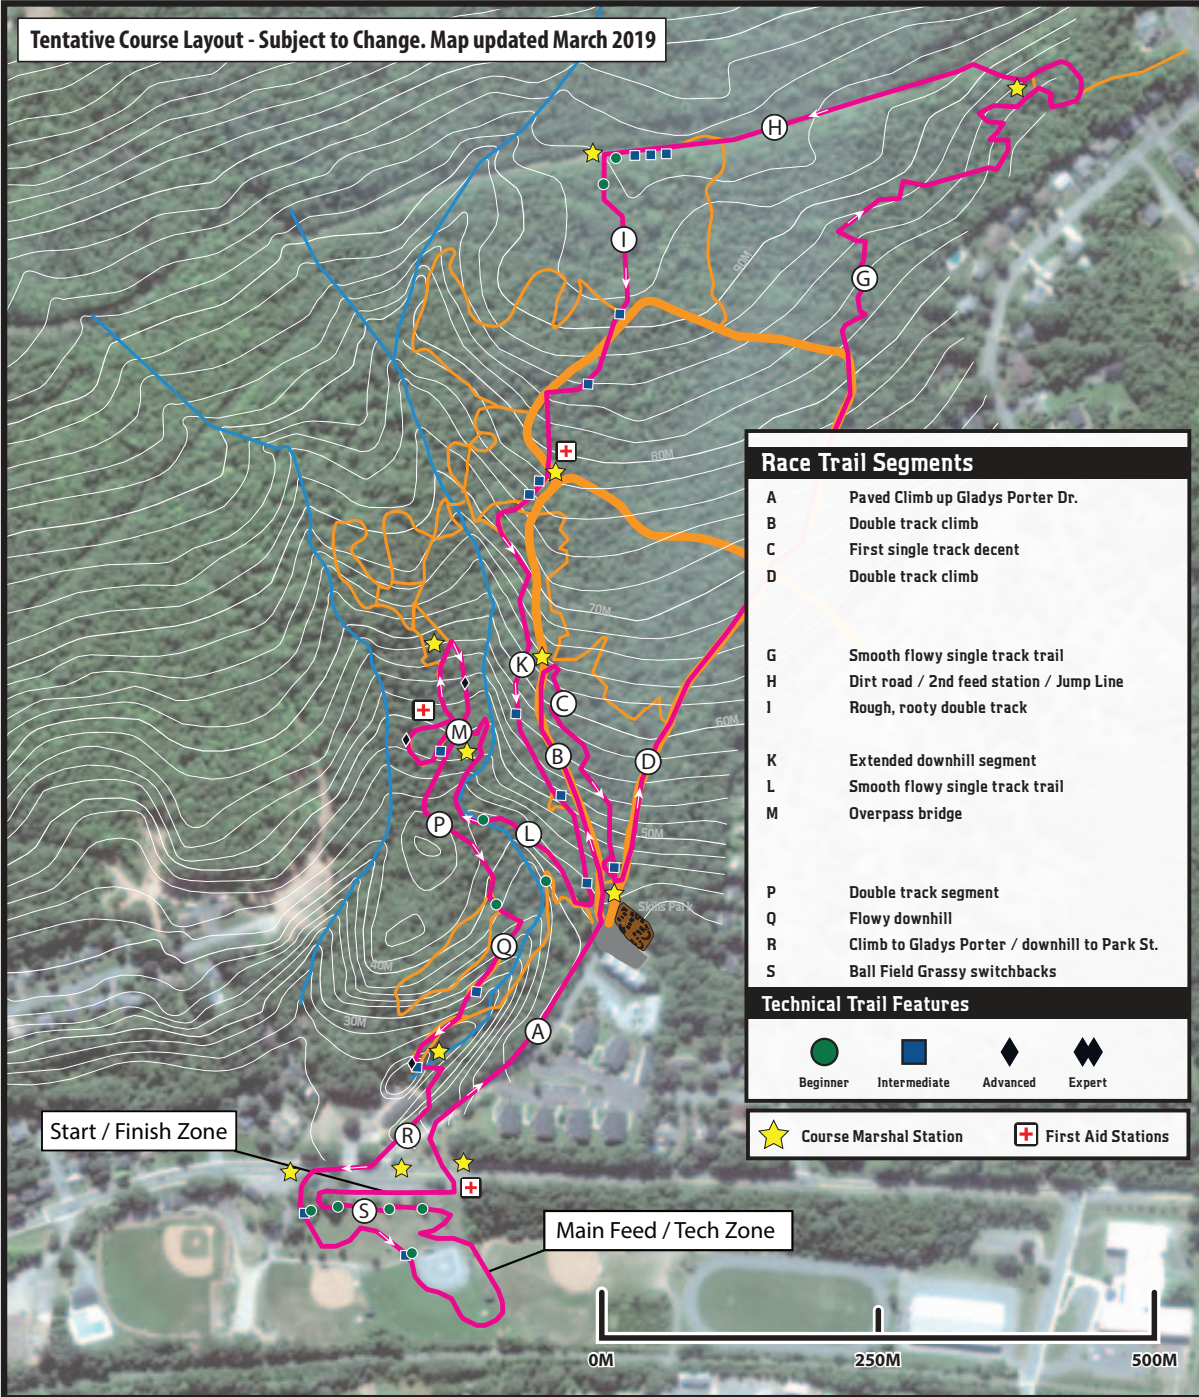 Tentative Course Layout - Subject to Change. Map updated March 2019
H
I
90M
G
80M
Race Trail Segments
A Paved Climb up Gladys Porter Dr.
B Double track climb
C First single track decent
D Double track climb
G Smooth flowy single track trail
H Dirt road / 2nd feed station / Jump Line
I Rough, rooty double track
K Extended downhill segment
L Smooth flowy single track trail
M Overpass bridge
P Double track segment
Q Flowy downhill
R Climb to Gladys Porter / downhill to Park St.
S Ball Field Grassy switchbacks
Technical Trail Features
Beginner Intermediate Advanced Expert
Course Marshal Station First Aid Stations
70M
K
C
60M
M
B
D
P
L
50M
Skills Park
Q
40M
30M
A
Start / Finish Zone
R
S
Main Feed / Tech Zone
0M 250M 500M